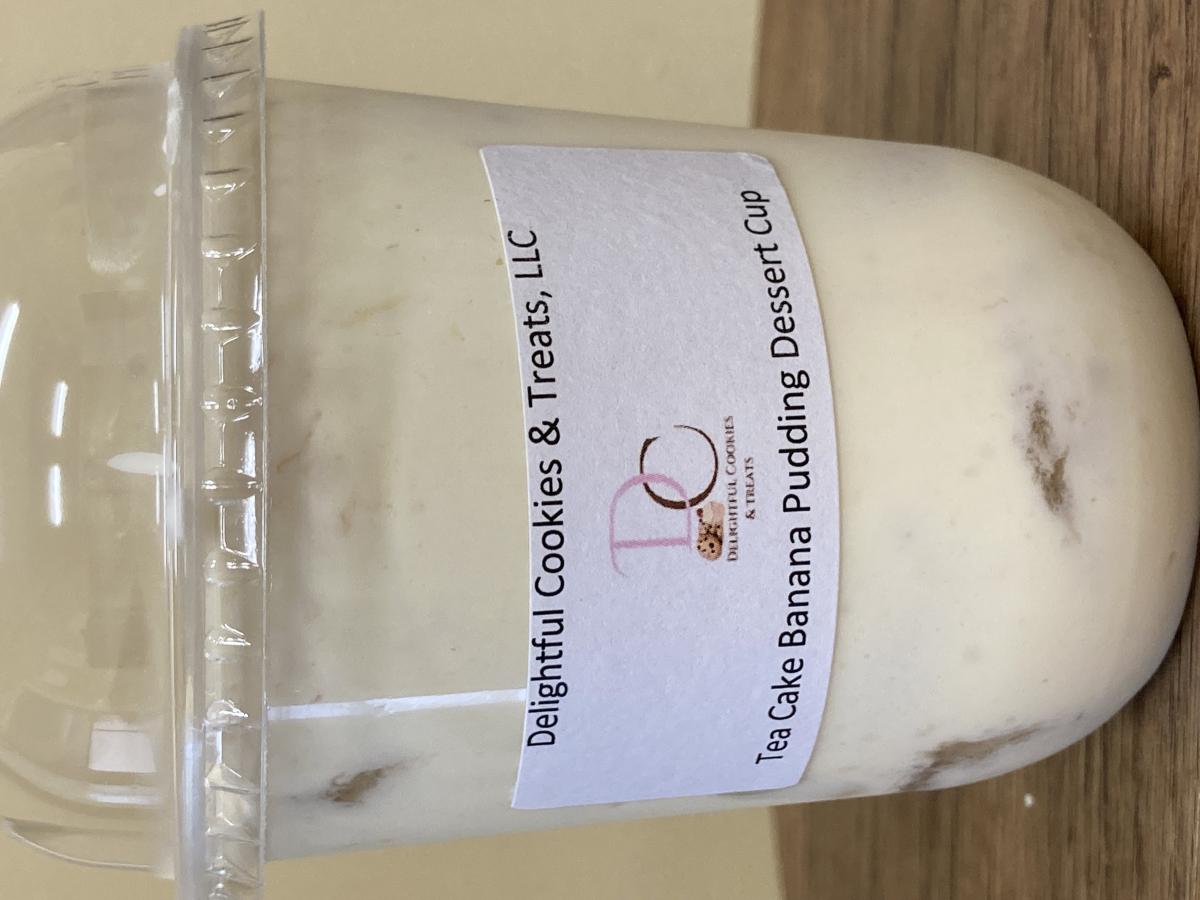 Delightful Cookies & Treats, LLC
DC
DELIGHTFUL COOKIES
& TREATS
Tea Cake Banana Pudding Dessert Cup